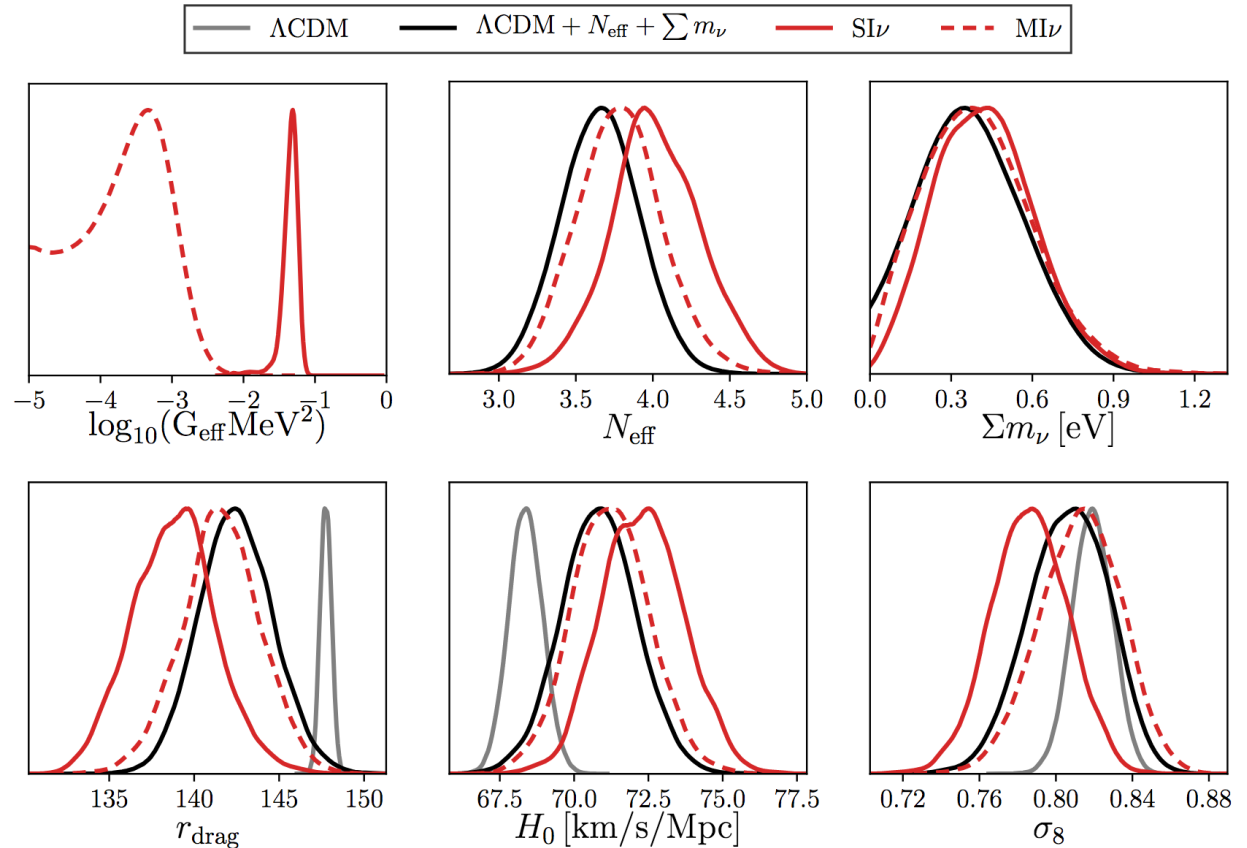 ΛCDM ΛCDM + N_eff + ∑ m_ν SIν MIν
−5 −4 −3 −2 −1 0
log₁₀(G_eff MeV²)
3.0 3.5 4.0 4.5 5.0
N_eff
0.0 0.3 0.6 0.9 1.2
Σm_ν [eV]
135 140 145 150
r_drag
67.5 70.0 72.5 75.0 77.5
H₀ [km/s/Mpc]
0.72 0.76 0.80 0.84 0.88
σ₈